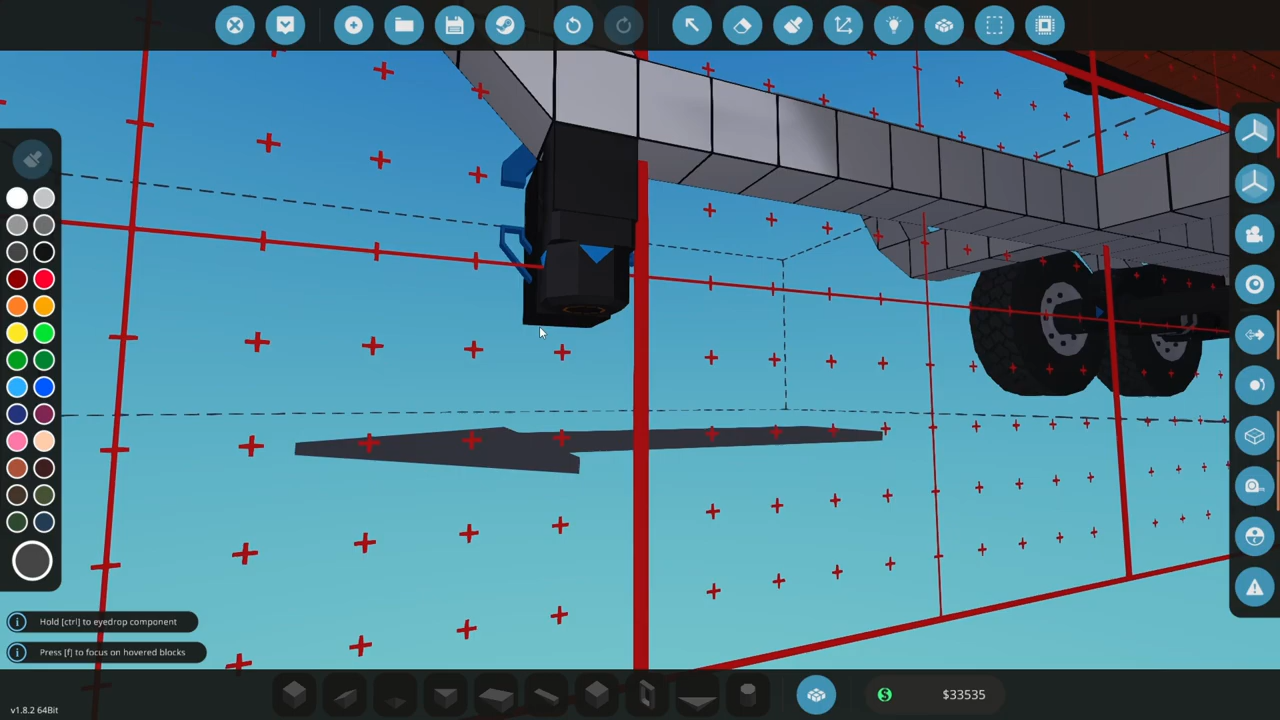 Hold [ctrl] to eyedrop component
Press [f] to focus on hovered blocks
v1.8.2 64Bit
$ $33535